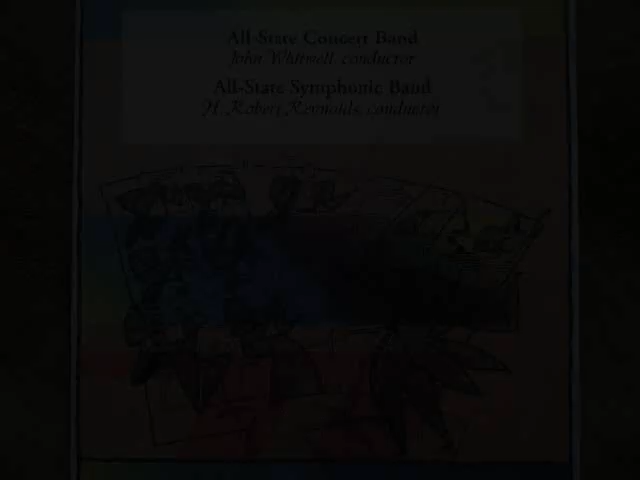 All-State Concert Band
John Whitwell, conductor
All-State Symphonic Band
H. Robert Reynolds, conductor